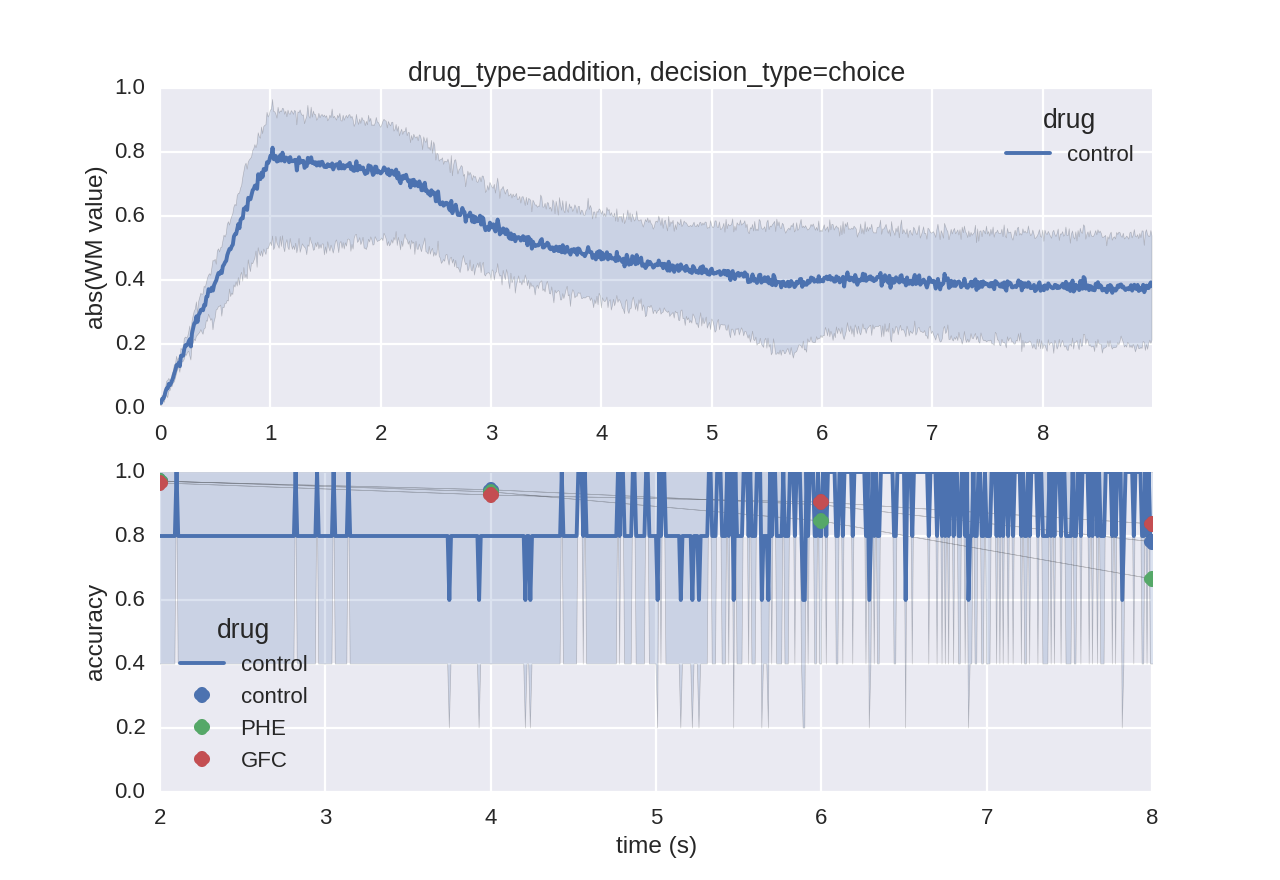 drug_type=addition, decision_type=choice
1.0
0.8
0.6
0.4
0.2
0.0
abs(WM value)
drug
control
0 1 2 3 4 5 6 7 8
1.0
0.8
0.6
0.4
0.2
0.0
accuracy
drug
control
control
PHE
GFC
2 3 4 5 6 7 8
time (s)